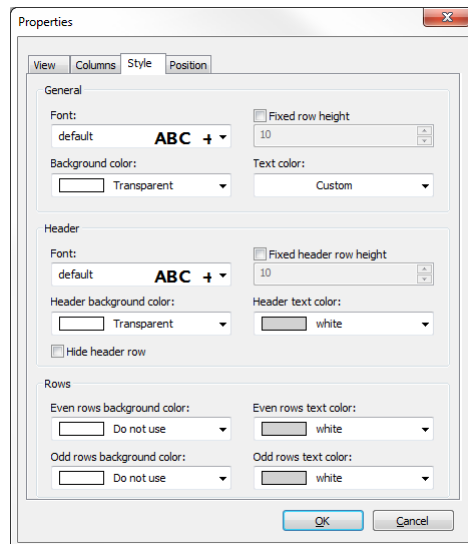 Properties
View Columns Style Position
General
Font:
Fixed row height
default ABC +
10
Background color:
Text color:
Transparent
Custom
Header
Font:
Fixed header row height
default ABC +
10
Header background color:
Header text color:
Transparent
white
Hide header row
Rows
Even rows background color:
Even rows text color:
Do not use
white
Odd rows background color:
Odd rows text color:
Do not use
white
OK
Cancel